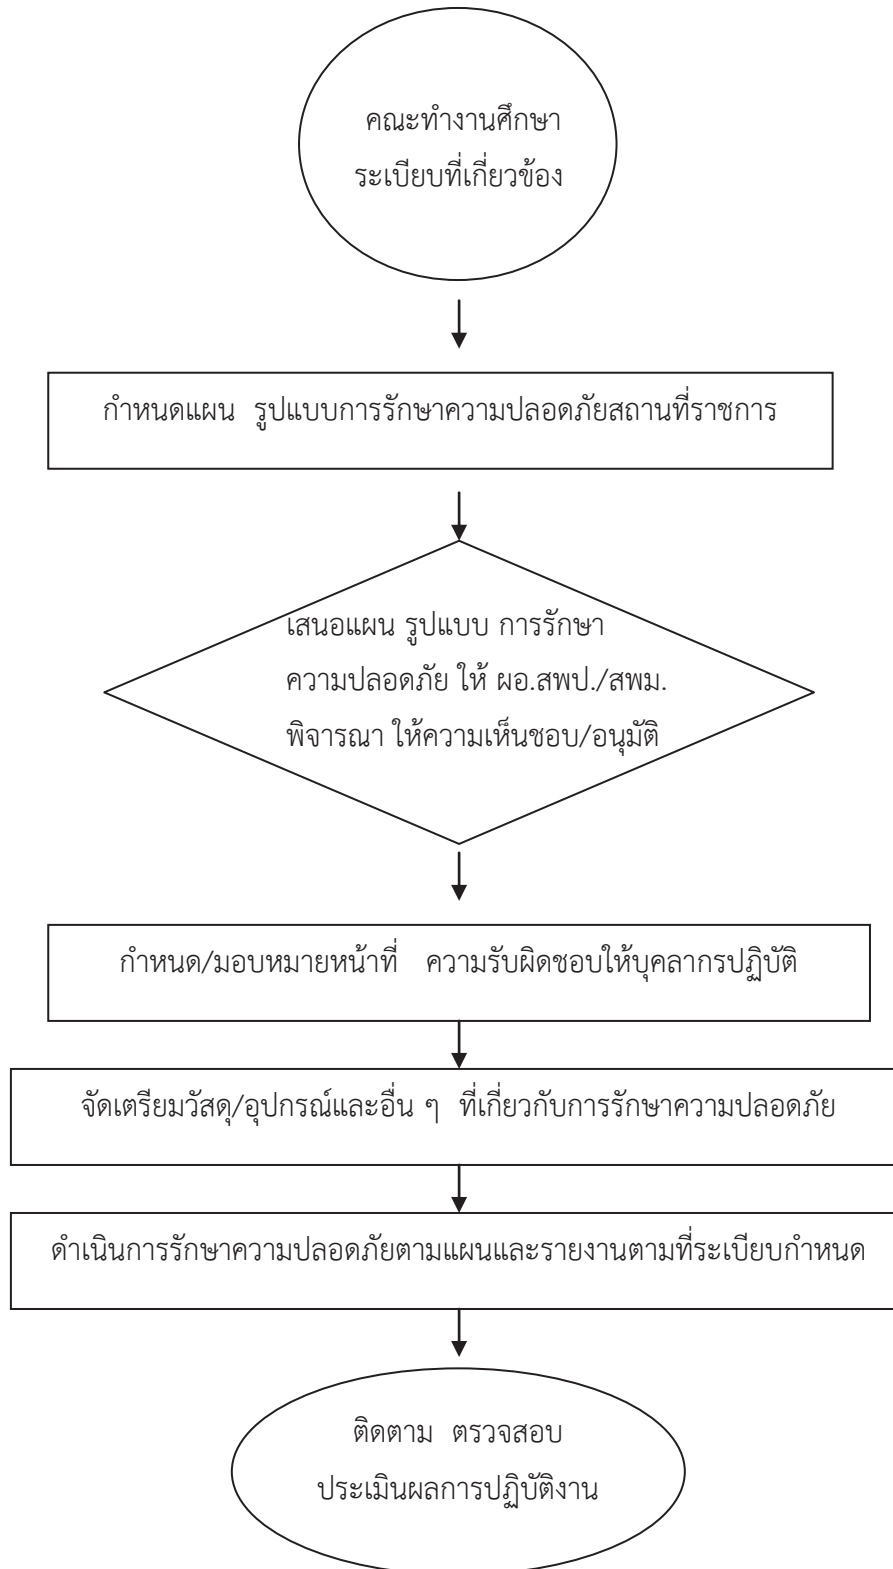 คณะทำงานศึกษา
ระเบียบที่เกี่ยวข้อง
กำหนดแผน  รูปแบบการรักษาความปลอดภัยสถานที่ราชการ
เสนอแผน รูปแบบ การรักษา
ความปลอดภัย ให้ ผอ.สพป./สพม.
พิจารณา ให้ความเห็นชอบ/อนุมัติ
กำหนด/มอบหมายหน้าที่   ความรับผิดชอบให้บุคลากรปฏิบัติ
จัดเตรียมวัสดุ/อุปกรณ์และอื่น ๆ  ที่เกี่ยวกับการรักษาความปลอดภัย
ดำเนินการรักษาความปลอดภัยตามแผนและรายงานตามที่ระเบียบกำหนด
ติดตาม  ตรวจสอบ
ประเมินผลการปฏิบัติงาน